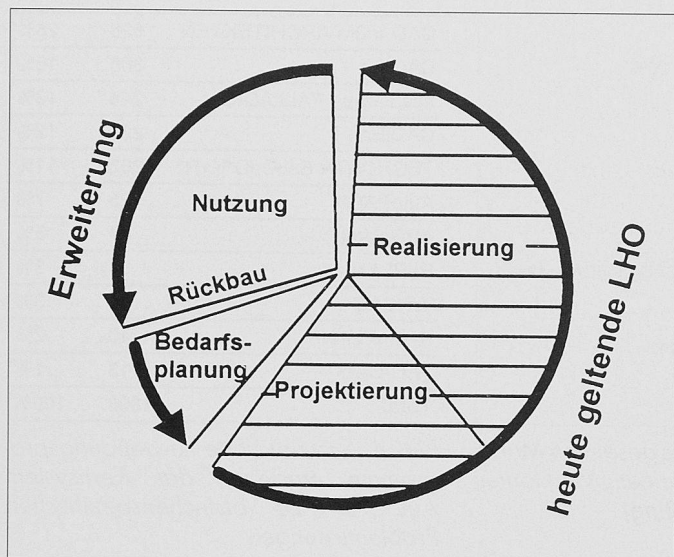 Erweiterung
Nutzung
Realisierung
Rückbau
Bedarfs-
planung
Projektierung
heute geltende LHO